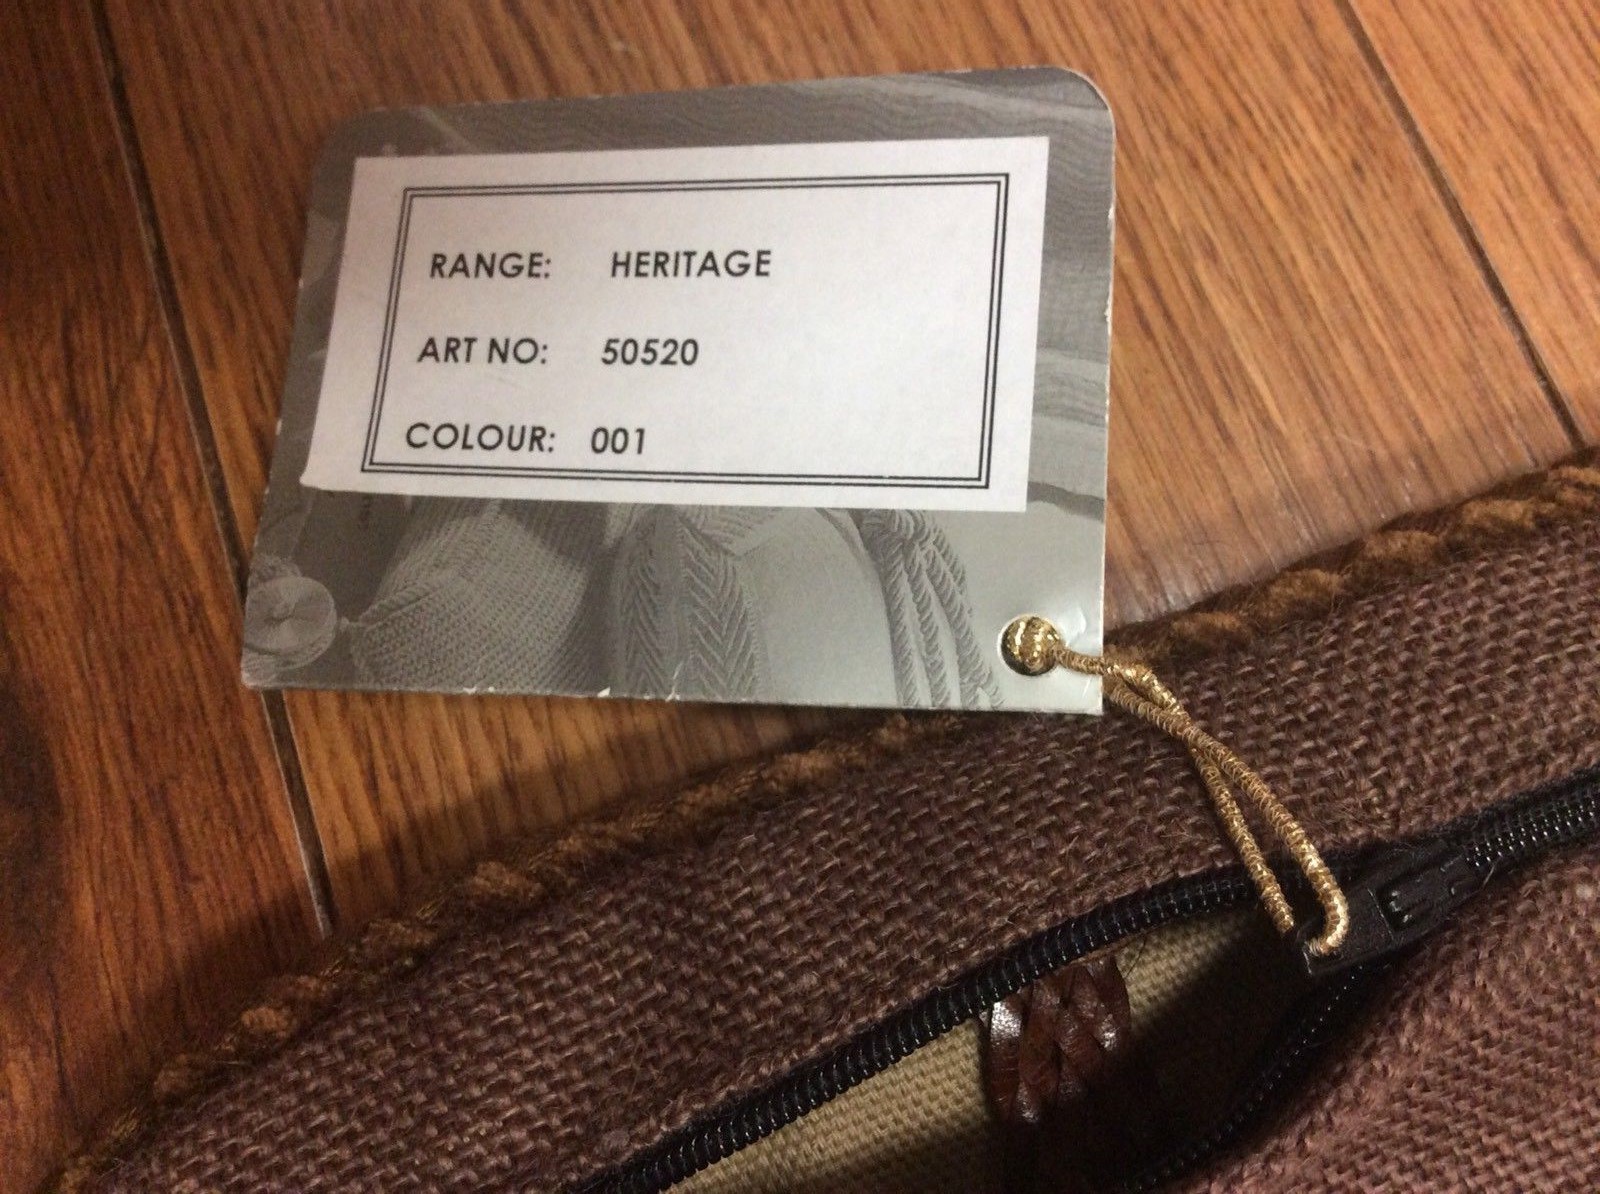 RANGE: HERITAGE
ART NO: 50520
COLOUR: 001